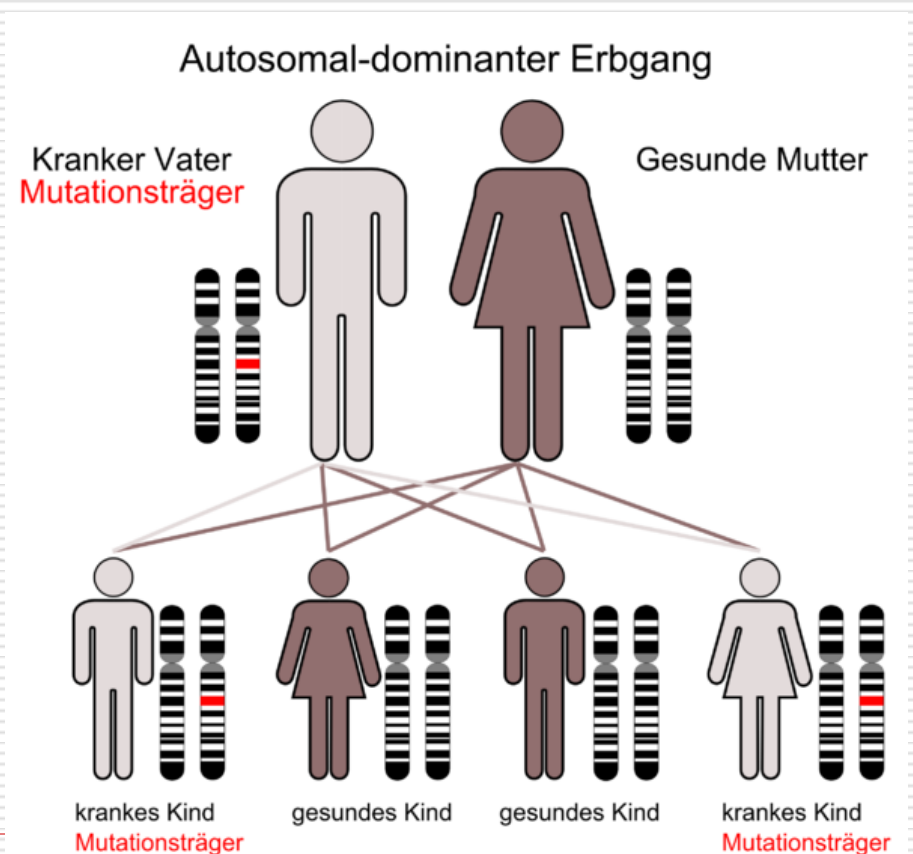 Autosomal-dominanter Erbgang
Kranker Vater
Mutationsträger
Gesunde Mutter
krankes Kind
Mutationsträger
gesundes Kind
gesundes Kind
krankes Kind
Mutationsträger